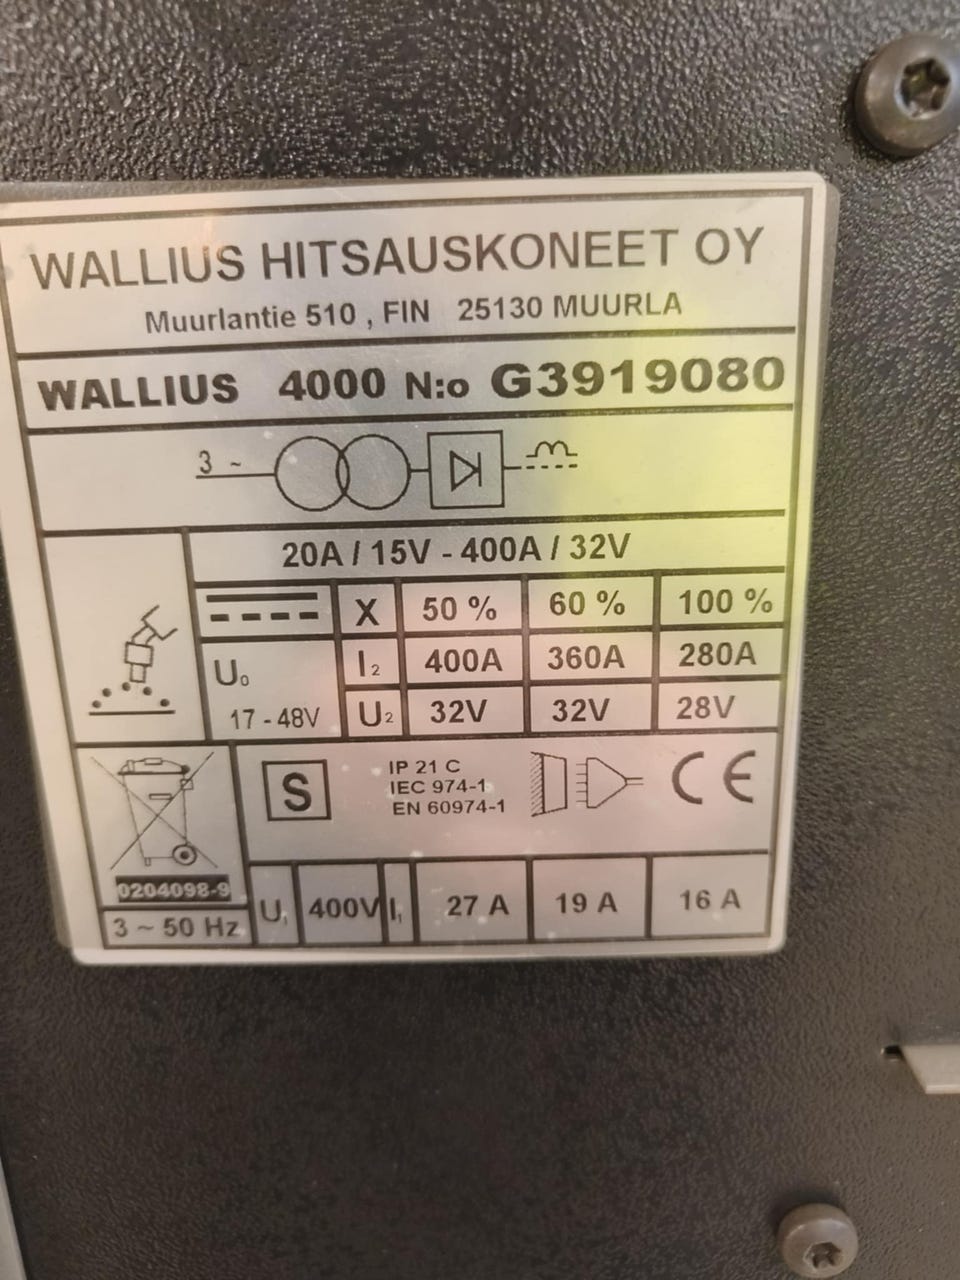 WALLIUS HITSAUSKONEET OY
Muurlantie 510 , FIN 25130 MUURLA
WALLIUS 4000 N:o G3919080
3 ~
20A / 15V - 400A / 32V
X 50 % 60 % 100 %
U₀ I₂ 400A 360A 280A
17 - 48V U₂ 32V 32V 28V
S
IP 21 C
IEC 974-1
EN 60974-1
CE
0204098-9
3 ~ 50 Hz U₁ 400V I₁ 27 A 19 A 16 A